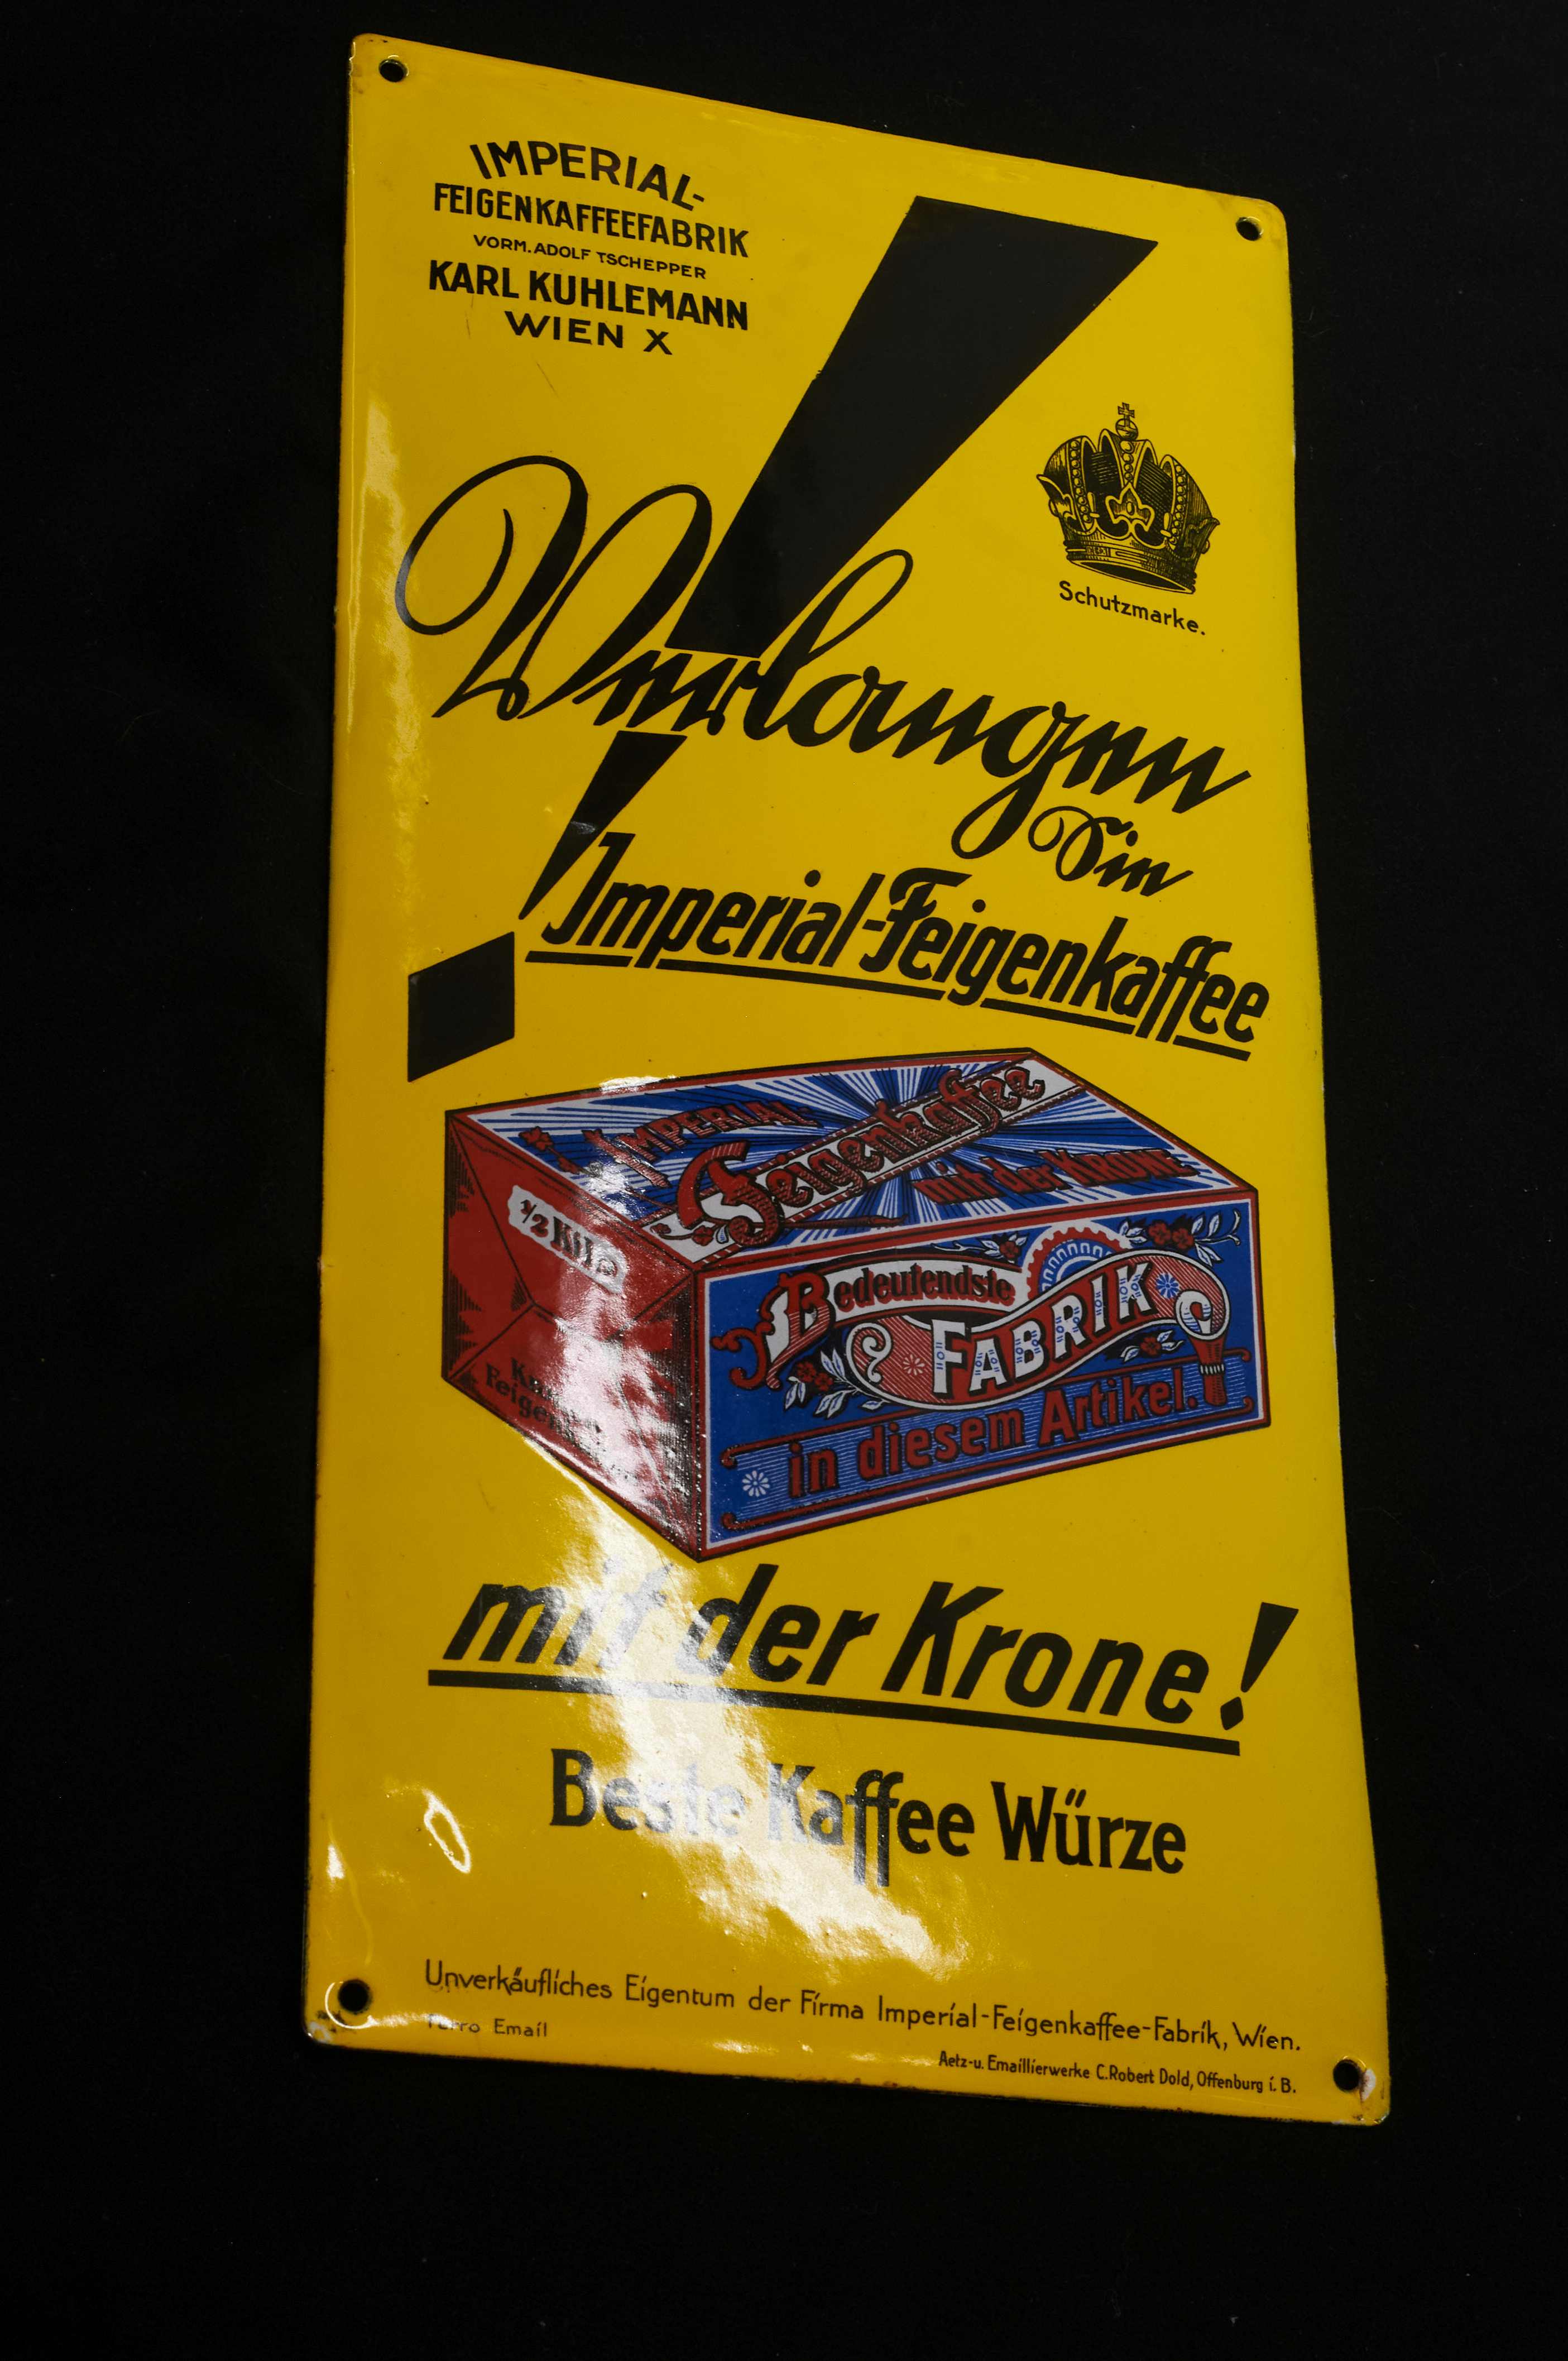 IMPERIAL-
FEIGENKAFFEEFABRIK
VORM. ADOLF TSCHEPPER
KARL KUHLEMANN
WIEN X
Schutzmarke.
Verlangen
Sie
Imperial-Feigenkaffee
IMPERIAL-
Feigenkaffee
mit der KRONE
1/2 Kilo
Bedeutendste
FABRIK
in diesem Artikel.
mit der Krone!
Beste Kaffee Würze
Unverkäufliches Eigentum der Firma Imperial-Feigenkaffee-Fabrik, Wien.
Email
Aetz-u. Emaillierwerke C. Robert Dold, Offenburg i. B.